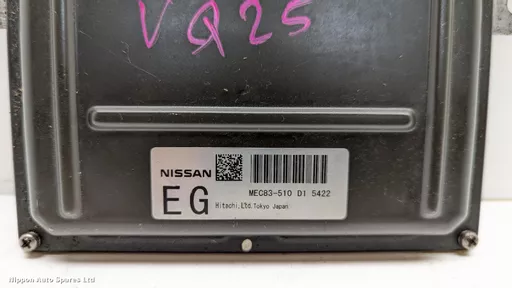 VQ25
NISSAN
EG
MEC83-510 D1 5422
Hitachi,Ltd.Tokyo Japan
Nippon Auto Spares Ltd